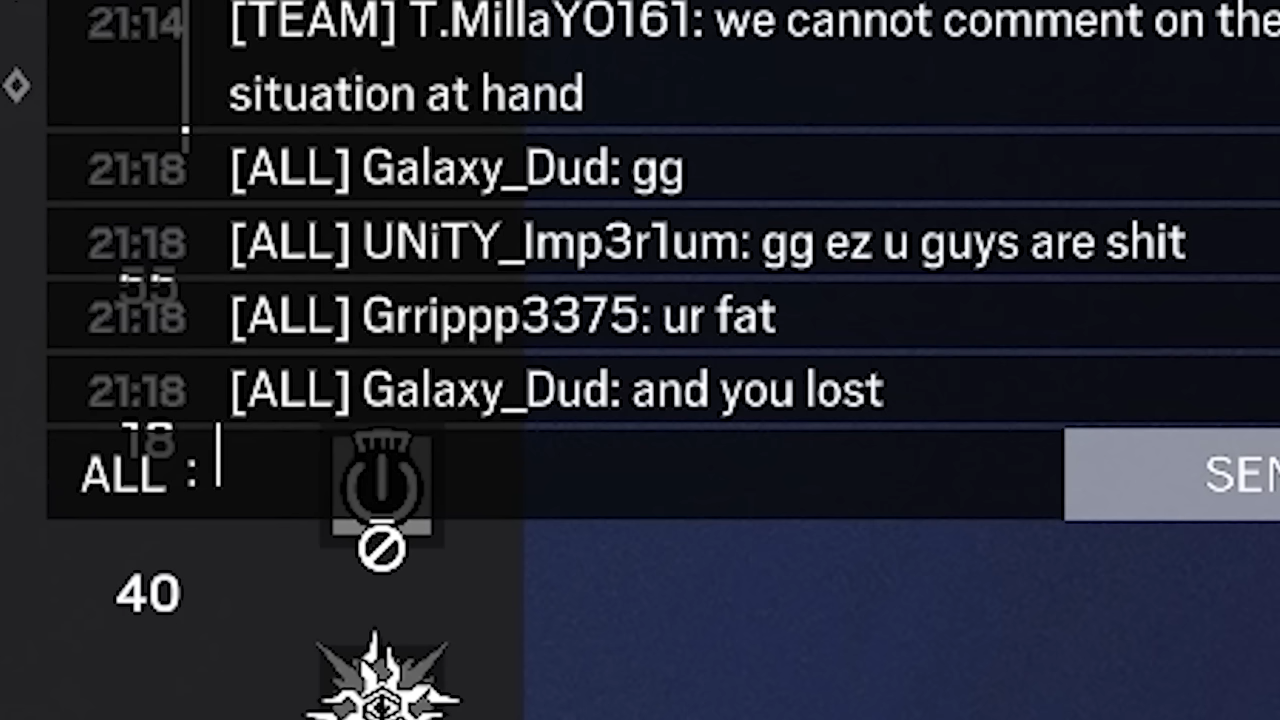 21:14 [TEAM] T.MillaYO161: we cannot comment on the
situation at hand
21:18 [ALL] Galaxy_Dud: gg
21:18 [ALL] UNiTY_Imp3r1um: gg ez u guys are shit
55
21:18 [ALL] Grrippp3375: ur fat
21:18 [ALL] Galaxy_Dud: and you lost
18
ALL :
40